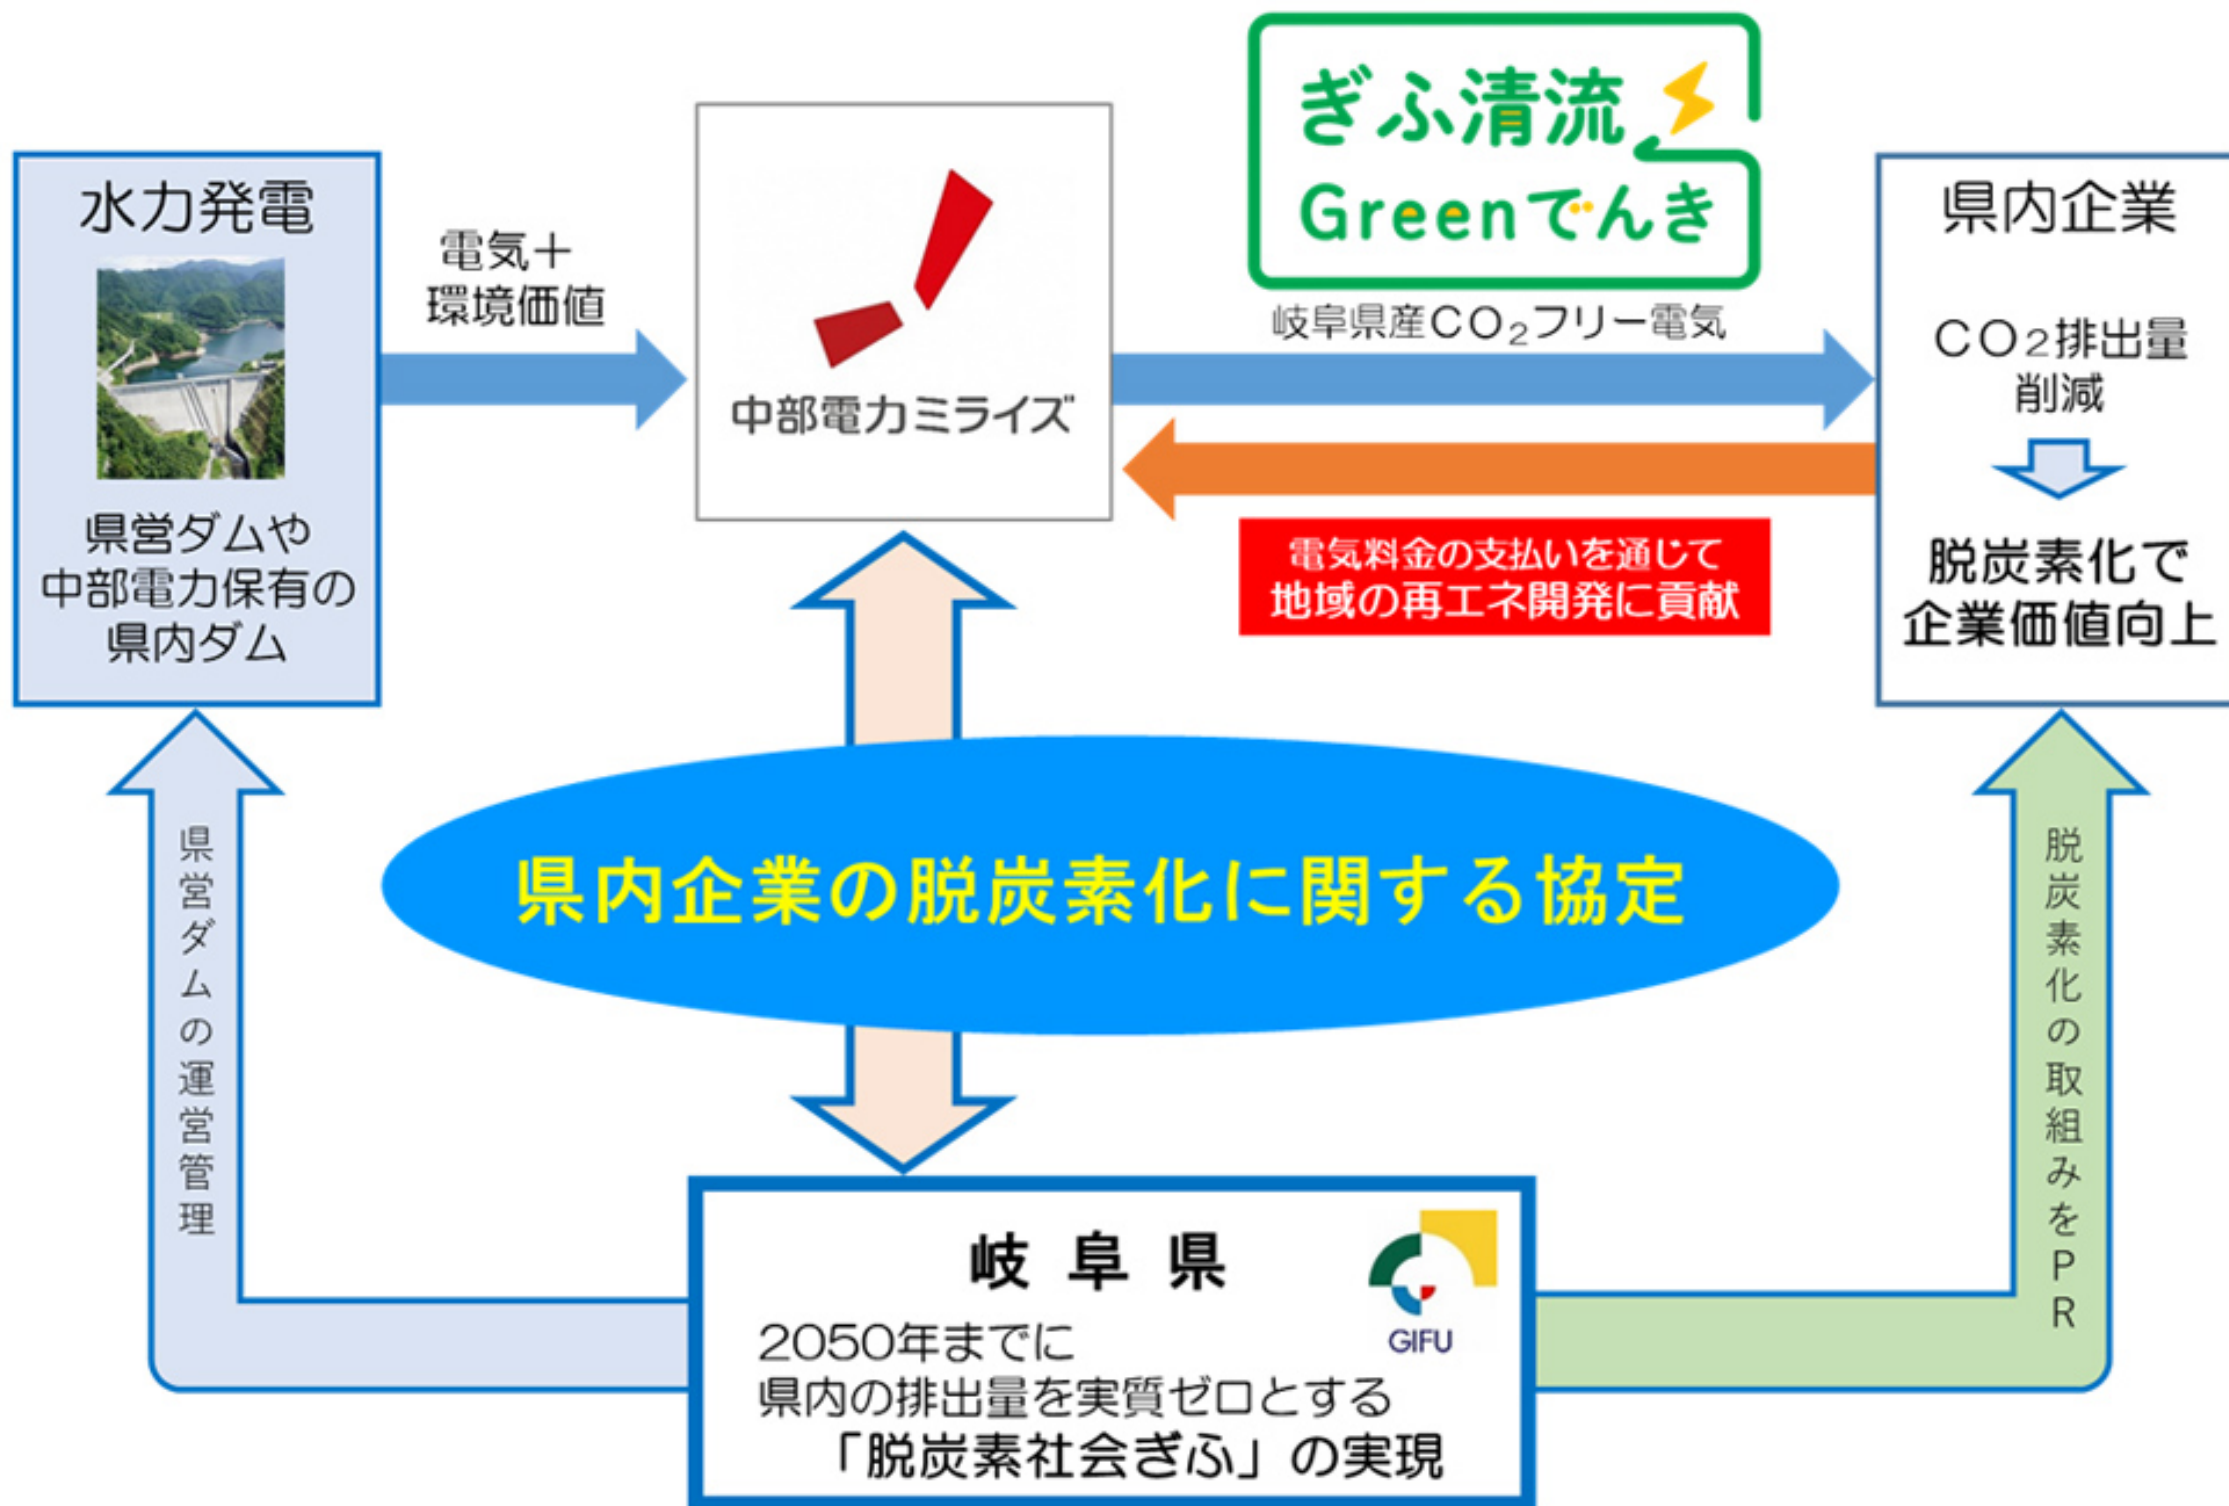 水力発電
県営ダムや
中部電力保有の
県内ダム
電気＋
環境価値
中部電力ミライズ
ぎふ清流
Greenでんき
岐阜県産CO₂フリー電気
電気料金の支払いを通じて
地域の再エネ開発に貢献
県内企業
CO₂排出量
削減
脱炭素化で
企業価値向上
県内企業の脱炭素化に関する協定
県営ダムの運営管理
脱炭素化の取組みをPR
岐阜県
GIFU
2050年までに
県内の排出量を実質ゼロとする
「脱炭素社会ぎふ」の実現